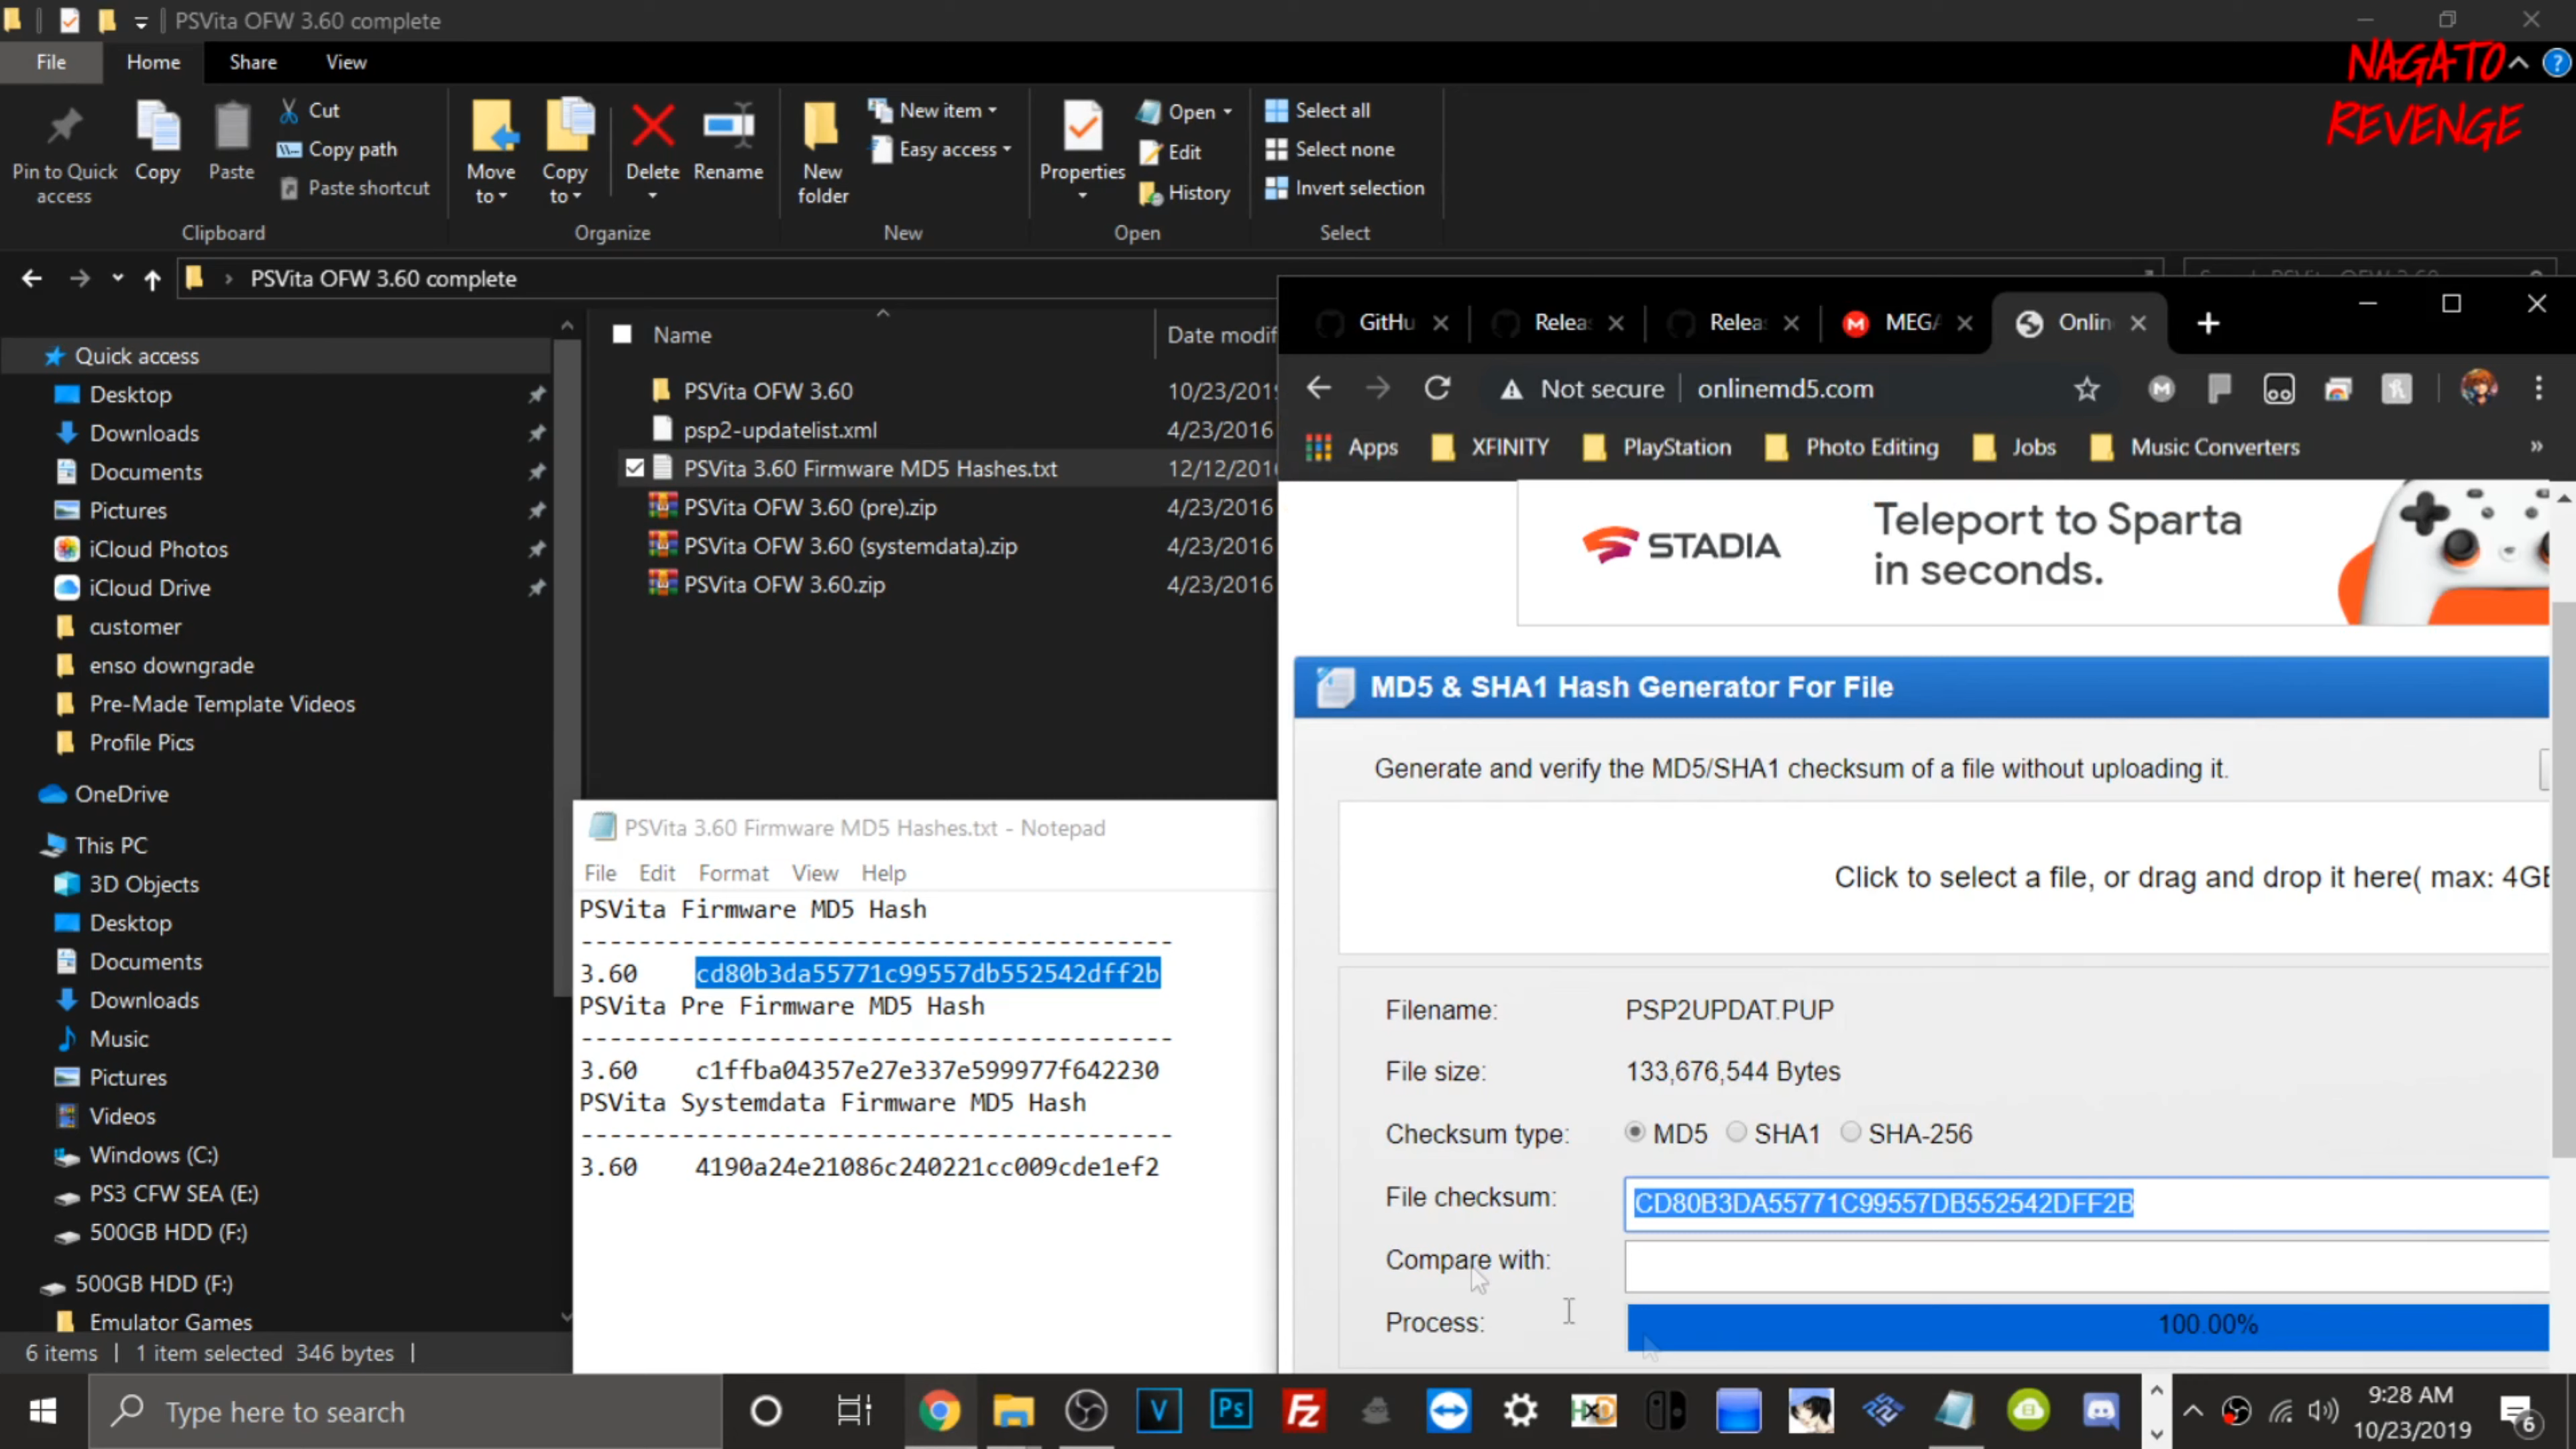 PSVita OFW 3.60 complete
File Home Share View
NAGATO
REVENGE
Pin to Quick access
Copy
Paste
Cut
Copy path
Paste shortcut
Clipboard
Move to
Copy to
Delete
Rename
Organize
New folder
New item
Easy access
New
Properties
Open
Edit
History
Open
Select all
Select none
Invert selection
Select
PSVita OFW 3.60 complete
Quick access
Desktop
Downloads
Documents
Pictures
iCloud Photos
iCloud Drive
customer
enso downgrade
Pre-Made Template Videos
Profile Pics
OneDrive
This PC
3D Objects
Desktop
Documents
Downloads
Music
Pictures
Videos
Windows (C:)
PS3 CFW SEA (E:)
500GB HDD (F:)
500GB HDD (F:)
Emulator Games
6 items 1 item selected 346 bytes
Name Date modif
PSVita OFW 3.60 10/23/2019
psp2-updatelist.xml 4/23/2016
PSVita 3.60 Firmware MD5 Hashes.txt 12/12/2016
PSVita OFW 3.60 (pre).zip 4/23/2016
PSVita OFW 3.60 (systemdata).zip 4/23/2016
PSVita OFW 3.60.zip 4/23/2016
PSVita 3.60 Firmware MD5 Hashes.txt - Notepad
File Edit Format View Help
PSVita Firmware MD5 Hash
-----------------------------------------
3.60 cd80b3da55771c99557db552542dff2b
PSVita Pre Firmware MD5 Hash
-----------------------------------------
3.60 c1ffba04357e27e337e599977f642230
PSVita Systemdata Firmware MD5 Hash
-----------------------------------------
3.60 4190a24e21086c240221cc009cde1ef2
GitHu Relea Relea MEGA Onlin
Not secure onlinemd5.com
Apps XFINITY PlayStation Photo Editing Jobs Music Converters »
STADIA
Teleport to Sparta
in seconds.
MD5 & SHA1 Hash Generator For File
Generate and verify the MD5/SHA1 checksum of a file without uploading it.
Click to select a file, or drag and drop it here( max: 4GB
Filename: PSP2UPDAT.PUP
File size: 133,676,544 Bytes
Checksum type: MD5 SHA1 SHA-256
File checksum: CD80B3DA55771C99557DB552542DFF2B
Compare with:
Process: 100.00%
Type here to search
9:28 AM
10/23/2019
6